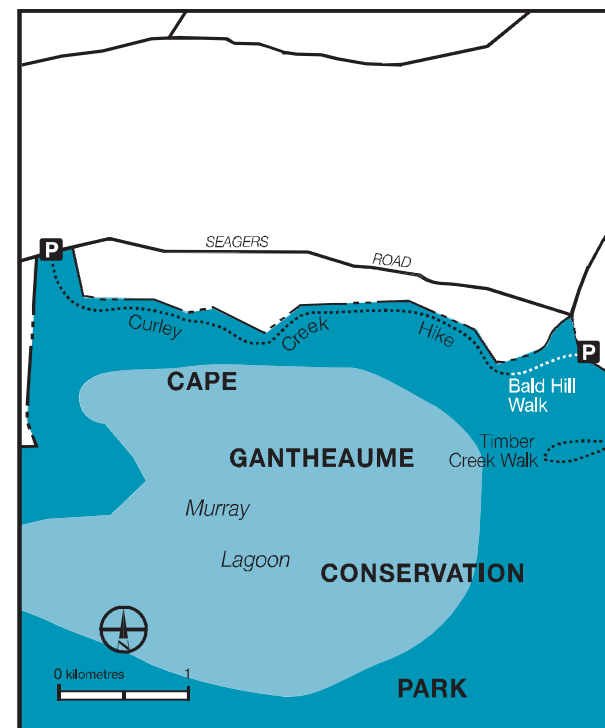 P
SEAGERS
ROAD
Curley
Creek
Hike
P
Bald Hill
Walk
CAPE
Timber
Creek Walk
GANTHEAUME
Murray
Lagoon
CONSERVATION
N
0 kilometres 1
PARK